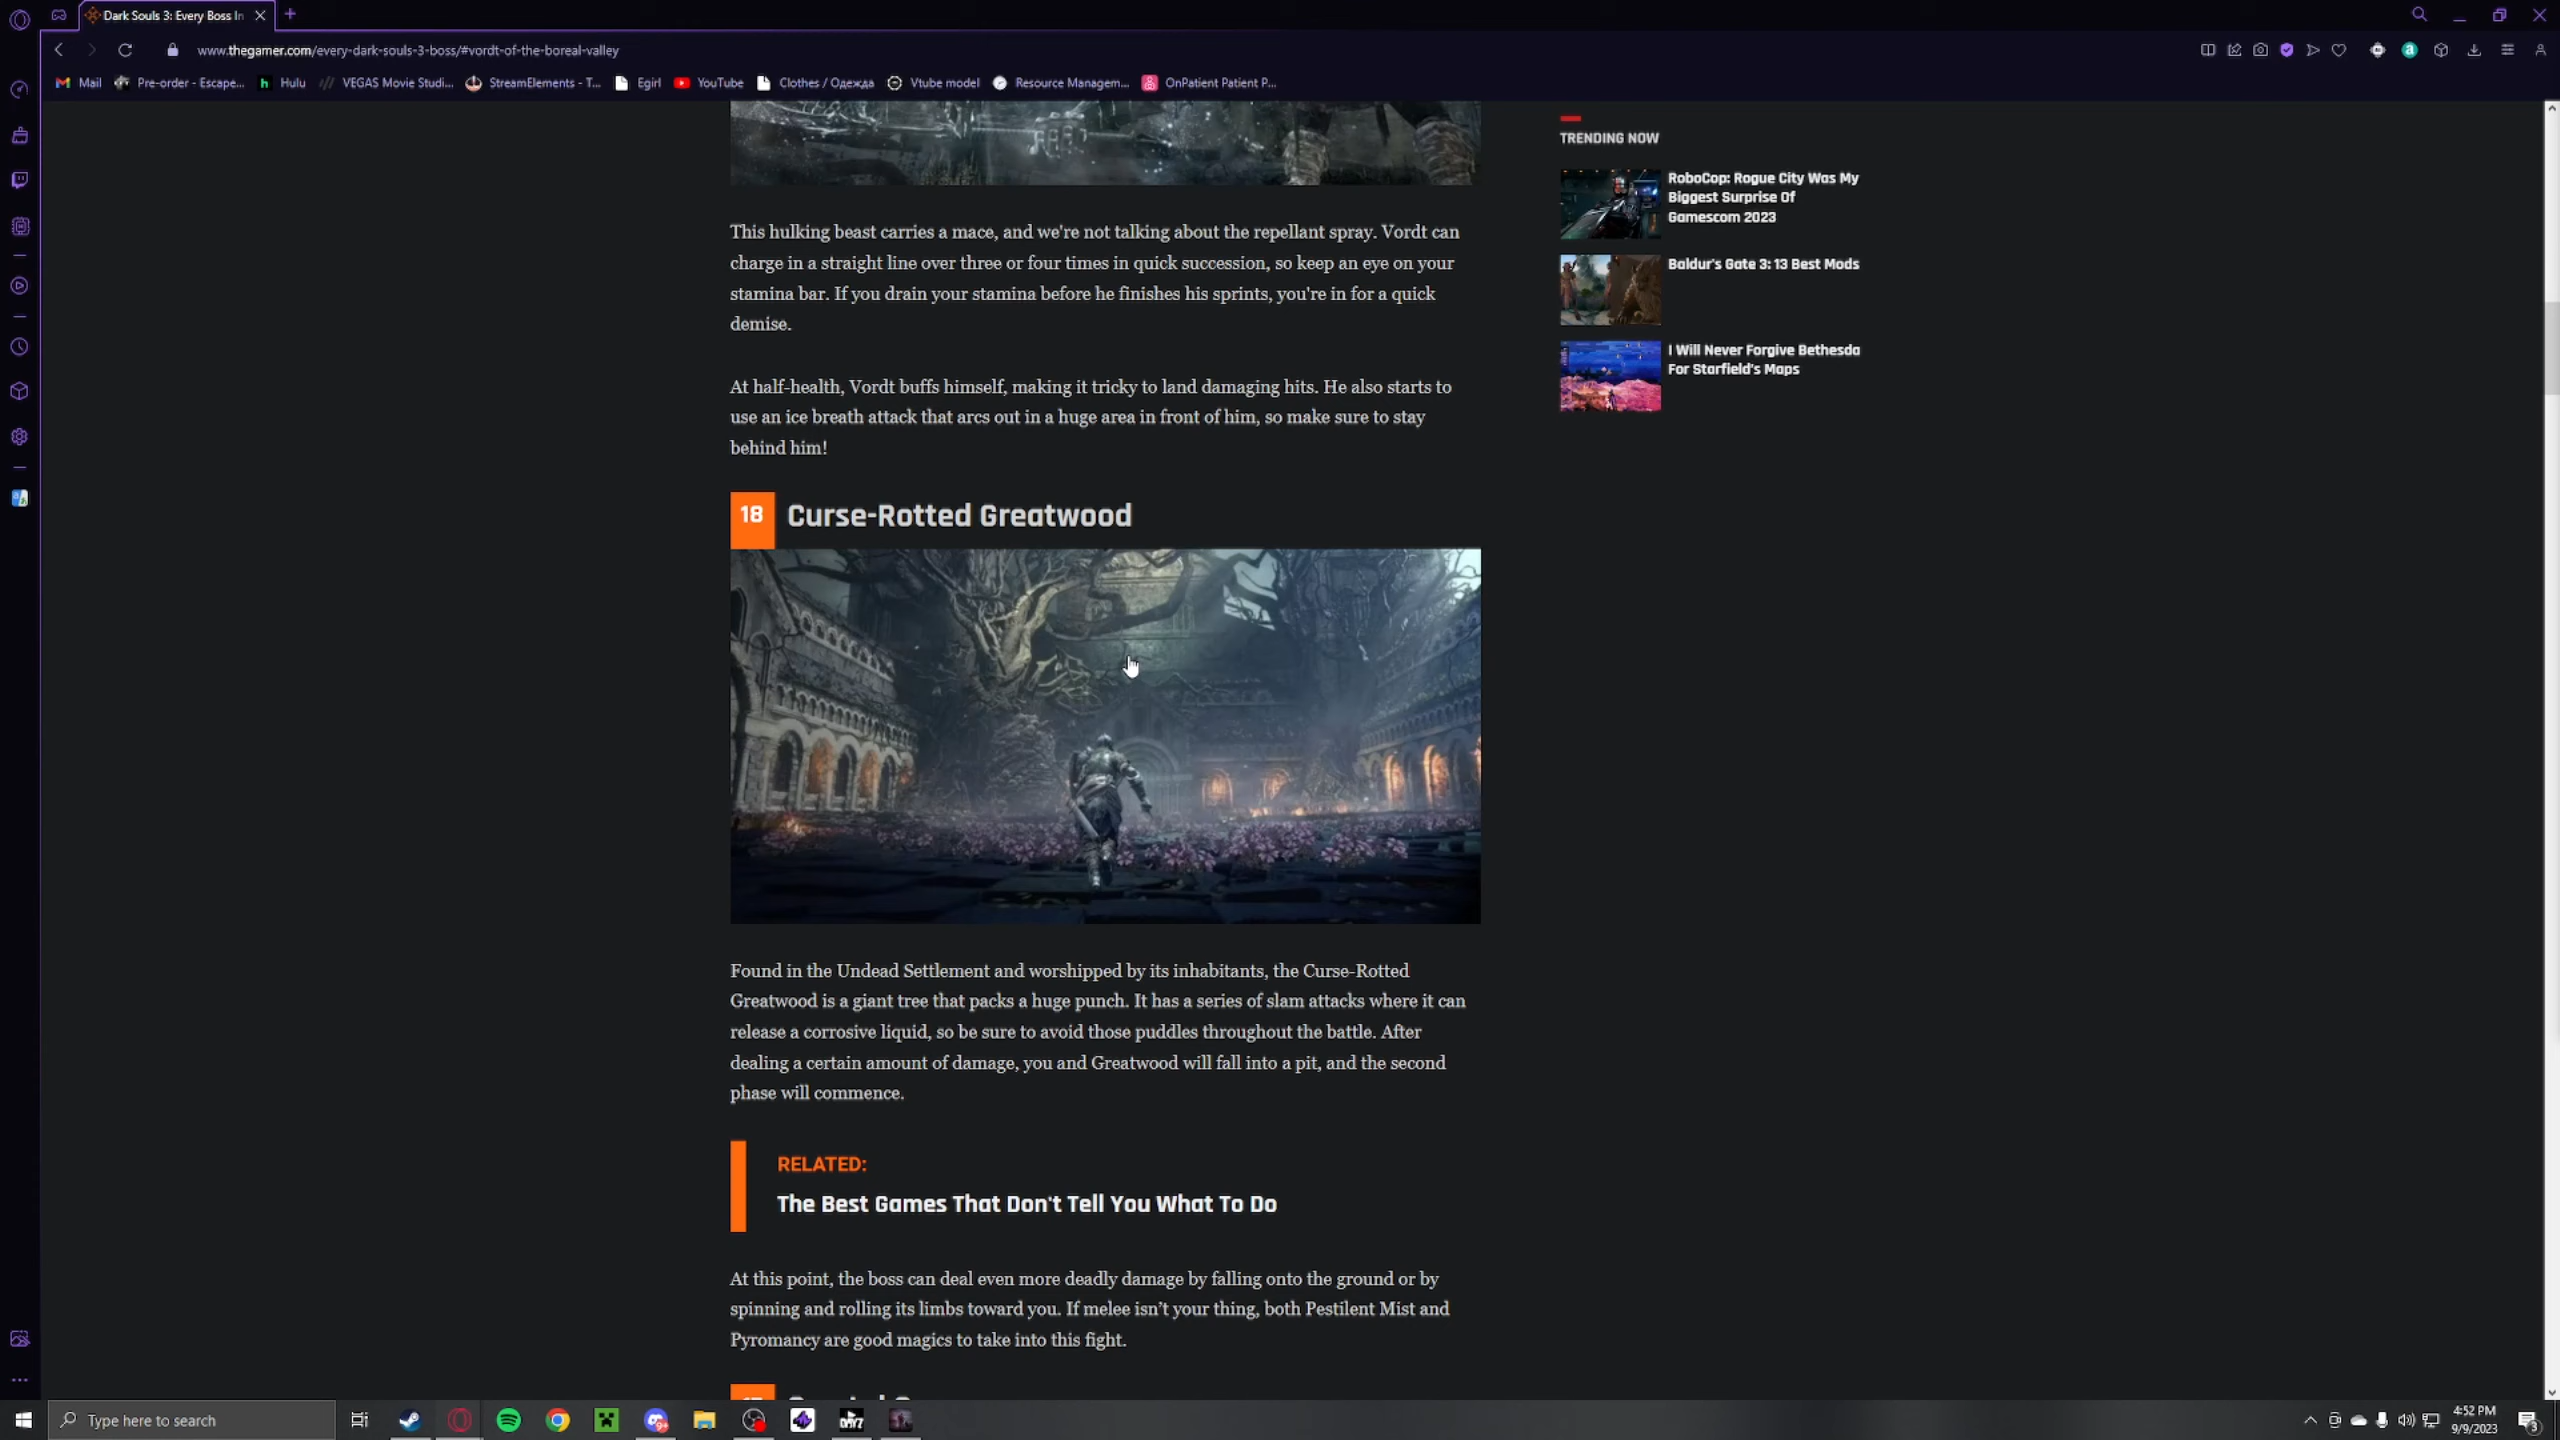 Dark Souls 3: Every Boss In
www.thegamer.com/every-dark-souls-3-boss/#vordt-of-the-boreal-valley
Mail
Pre-order - Escape...
Hulu
VEGAS Movie Studi...
StreamElements - T...
Egirl
YouTube
Clothes / Одежда
Vtube model
Resource Managem...
OnPatient Patient P...
This hulking beast carries a mace, and we're not talking about the repellant spray. Vordt can
charge in a straight line over three or four times in quick succession, so keep an eye on your
stamina bar. If you drain your stamina before he finishes his sprints, you're in for a quick
demise.
At half-health, Vordt buffs himself, making it tricky to land damaging hits. He also starts to
use an ice breath attack that arcs out in a huge area in front of him, so make sure to stay
behind him!
18 Curse-Rotted Greatwood
Found in the Undead Settlement and worshipped by its inhabitants, the Curse-Rotted
Greatwood is a giant tree that packs a huge punch. It has a series of slam attacks where it can
release a corrosive liquid, so be sure to avoid those puddles throughout the battle. After
dealing a certain amount of damage, you and Greatwood will fall into a pit, and the second
phase will commence.
RELATED:
The Best Games That Don't Tell You What To Do
At this point, the boss can deal even more deadly damage by falling onto the ground or by
spinning and rolling its limbs toward you. If melee isn't your thing, both Pestilent Mist and
Pyromancy are good magics to take into this fight.
TRENDING NOW
RoboCop: Rogue City Was My
Biggest Surprise Of
Gamescom 2023
Baldur's Gate 3: 13 Best Mods
I Will Never Forgive Bethesda
For Starfield's Maps
Type here to search
DAYZ
4:52 PM
9/9/2023
3